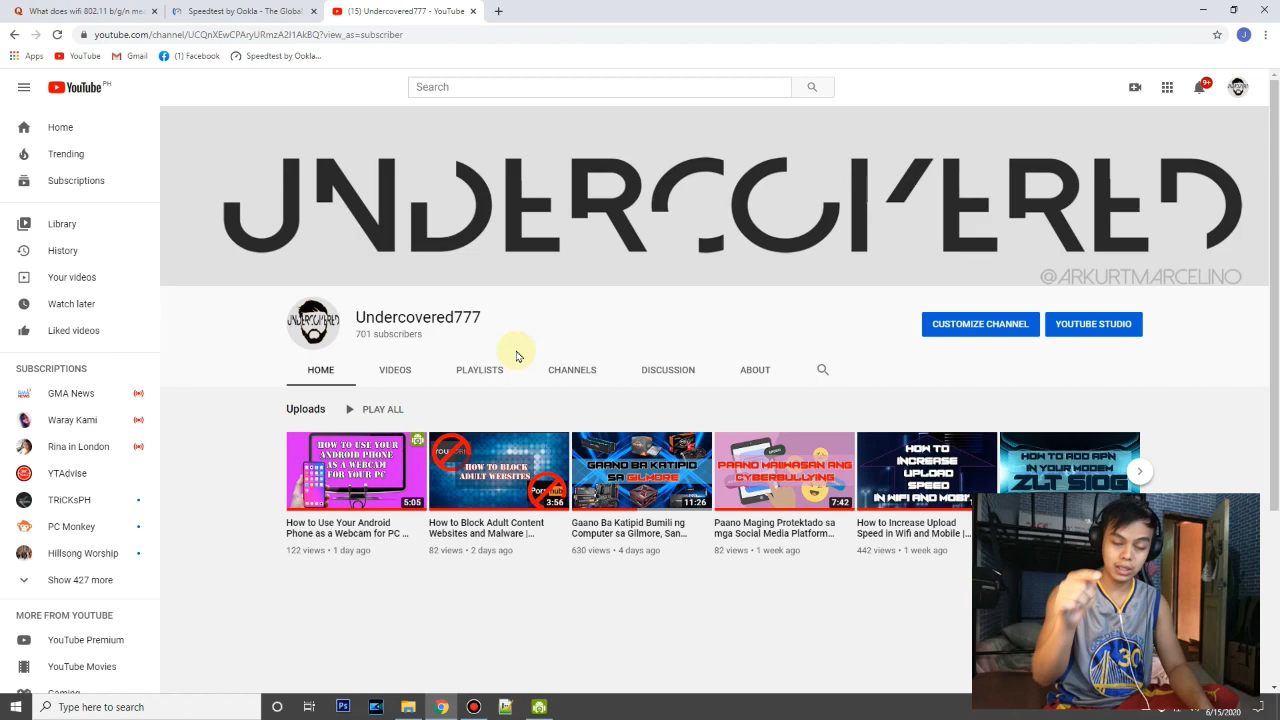 Q: What is 802.11 b/g/n/ac
OpenDNS
(15) Undercovered777 - YouTube
youtube.com/channel/UCQnXEwCPAryURmzA2I1AkBQ?view_as=subscriber
Apps
YouTube
Gmail
(1) Facebook
Speedtest by Ookla...
YouTube PH
Search
9+
Home
Trending
Subscriptions
Library
History
Your videos
Watch later
Liked videos
SUBSCRIPTIONS
GMA News
Waray Kami
Rina in London
YTAdvise
TRiCKsPH
PC Monkey
Hillsong Worship
Show 427 more
MORE FROM YOUTUBE
YouTube Premium
YouTube Movies
Gaming
UNDERCOVERED
@ARKURTMARCELINO
UNDERCOVERED
Undercovered777
701 subscribers
CUSTOMIZE CHANNEL
YOUTUBE STUDIO
HOME
VIDEOS
PLAYLISTS
CHANNELS
DISCUSSION
ABOUT
Uploads
PLAY ALL
HOW TO USE YOUR
ANDROID PHONE
AS A WEBCAM FOR
YOUR PC
5:05
How to Use Your Android
Phone as a Webcam for PC ...
122 views • 1 day ago
HOW TO BLOCK
ADULT WEBSITES
3:56
How to Block Adult Content
Websites and Malware |...
82 views • 2 days ago
GAANO BA KATIPID
SA GILMORE
11:26
Gaano Ba Katipid Bumili ng
Computer sa Gilmore, San...
630 views • 4 days ago
PAANO MAIWASAN ANG
CYBERBULLYING
7:42
Paano Maging Protektado sa
mga Social Media Platform...
82 views • 1 week ago
HOW TO
INCREASE
UPLOAD
SPEED
IN WIFI AND MOBILE
How to Increase Upload
Speed in Wifi and Mobile |...
442 views • 1 week ago
HOW TO ADD APN
IN YOUR MODEM
ZLT S10G
30
Type here to search
6/15/2020